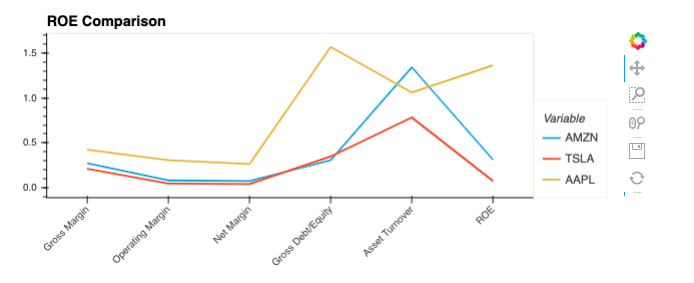 ROE Comparison
1.5
1.0
0.5
0.0
Variable
AMZN
TSLA
AAPL
Gross Margin
Operating Margin
Net Margin
Gross Debt/Equity
Asset Turnover
ROE